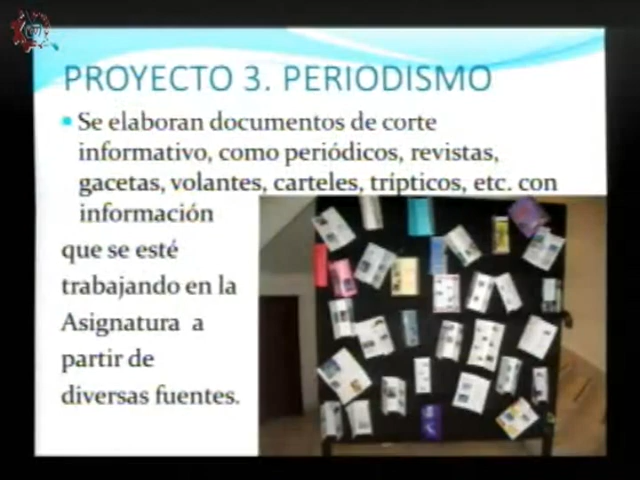 PROYECTO 3. PERIODISMO
Se elaboran documentos de corte
informativo, como periódicos, revistas,
gacetas, volantes, carteles, trípticos, etc. con
información
que se esté
trabajando en la
Asignatura a
partir de
diversas fuentes.